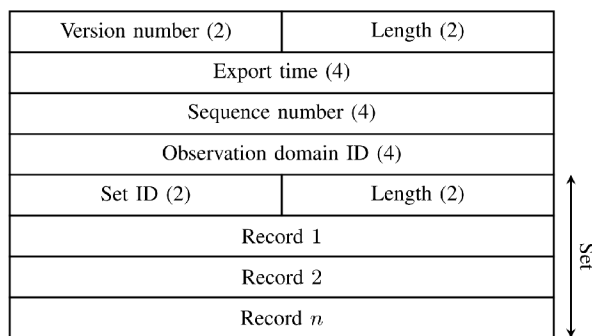 Version number (2) Length (2)
Export time (4)
Sequence number (4)
Observation domain ID (4)
Set ID (2) Length (2)
Record 1
Record 2
Record n
Set